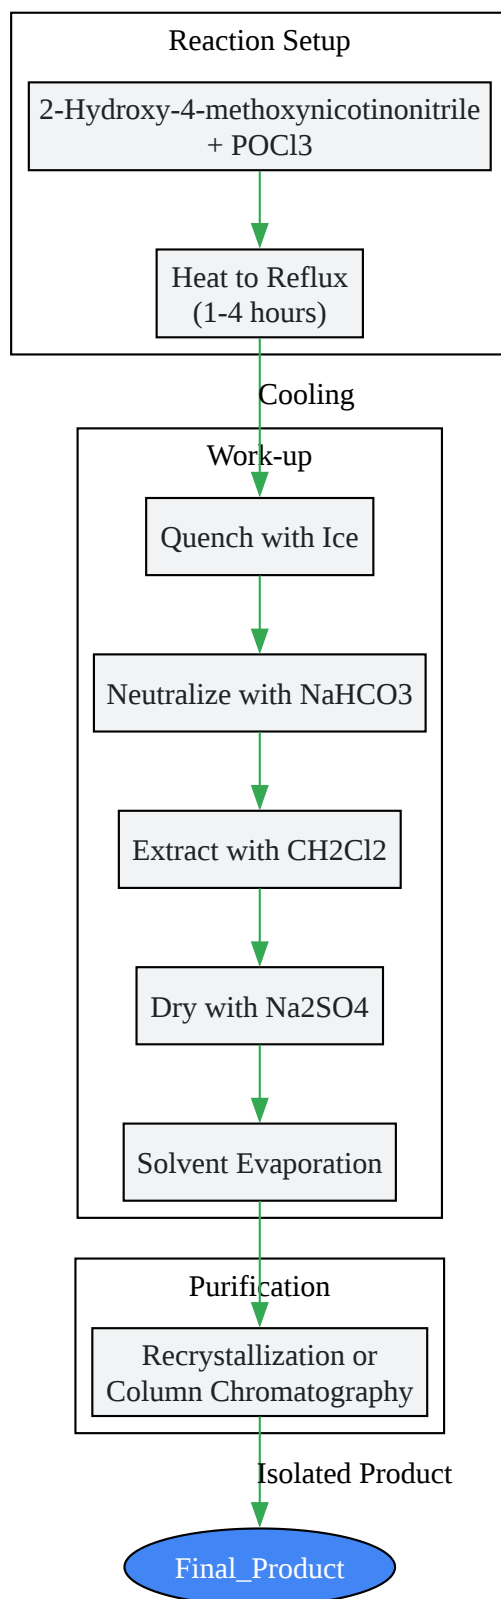 Reaction Setup
2-Hydroxy-4-methoxynicotinonitrile
+ POCl3
Heat to Reflux
(1-4 hours)
Cooling
Work-up
Quench with Ice
Neutralize with NaHCO3
Extract with CH2Cl2
Dry with Na2SO4
Solvent Evaporation
Purification
Recrystallization or
Column Chromatography
Isolated Product
Final_Product